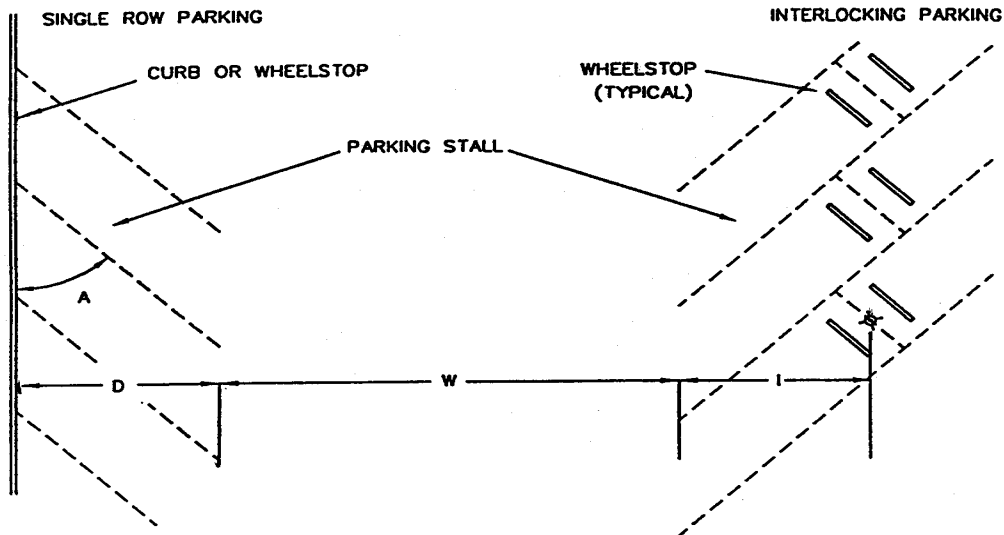 SINGLE ROW PARKING
INTERLOCKING PARKING
CURB OR WHEELSTOP
WHEELSTOP
(TYPICAL)
PARKING STALL
A
D
W
I